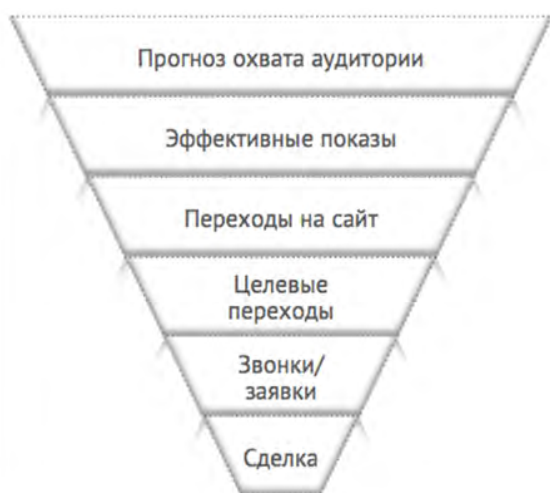 Прогноз охвата аудитории
Эффективные показы
Переходы на сайт
Целевые
переходы
Звонки/
заявки
Сделка